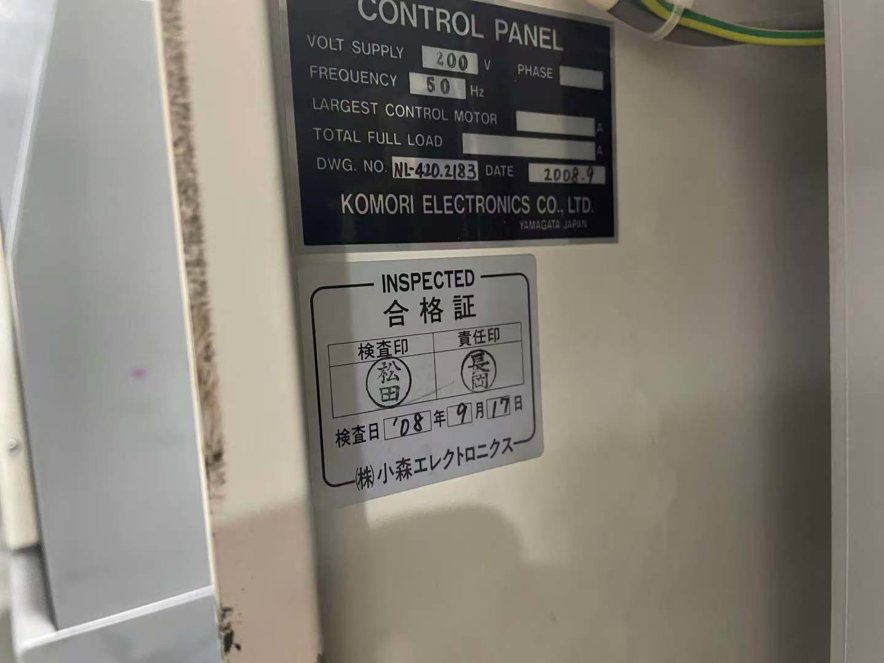 CONTROL PANEL
VOLT SUPPLY 200 V PHASE
FREQUENCY 50 Hz
LARGEST CONTROL MOTOR A
TOTAL FULL LOAD A
DWG. NO. NL-420.2183 DATE 2008.9
KOMORI ELECTRONICS CO., LTD.
YAMAGATA JAPAN
INSPECTED
合格証
検査印 責任印
松田 長岡
検査日 '08 年 9 月 17 日
㈱小森エレクトロニクス